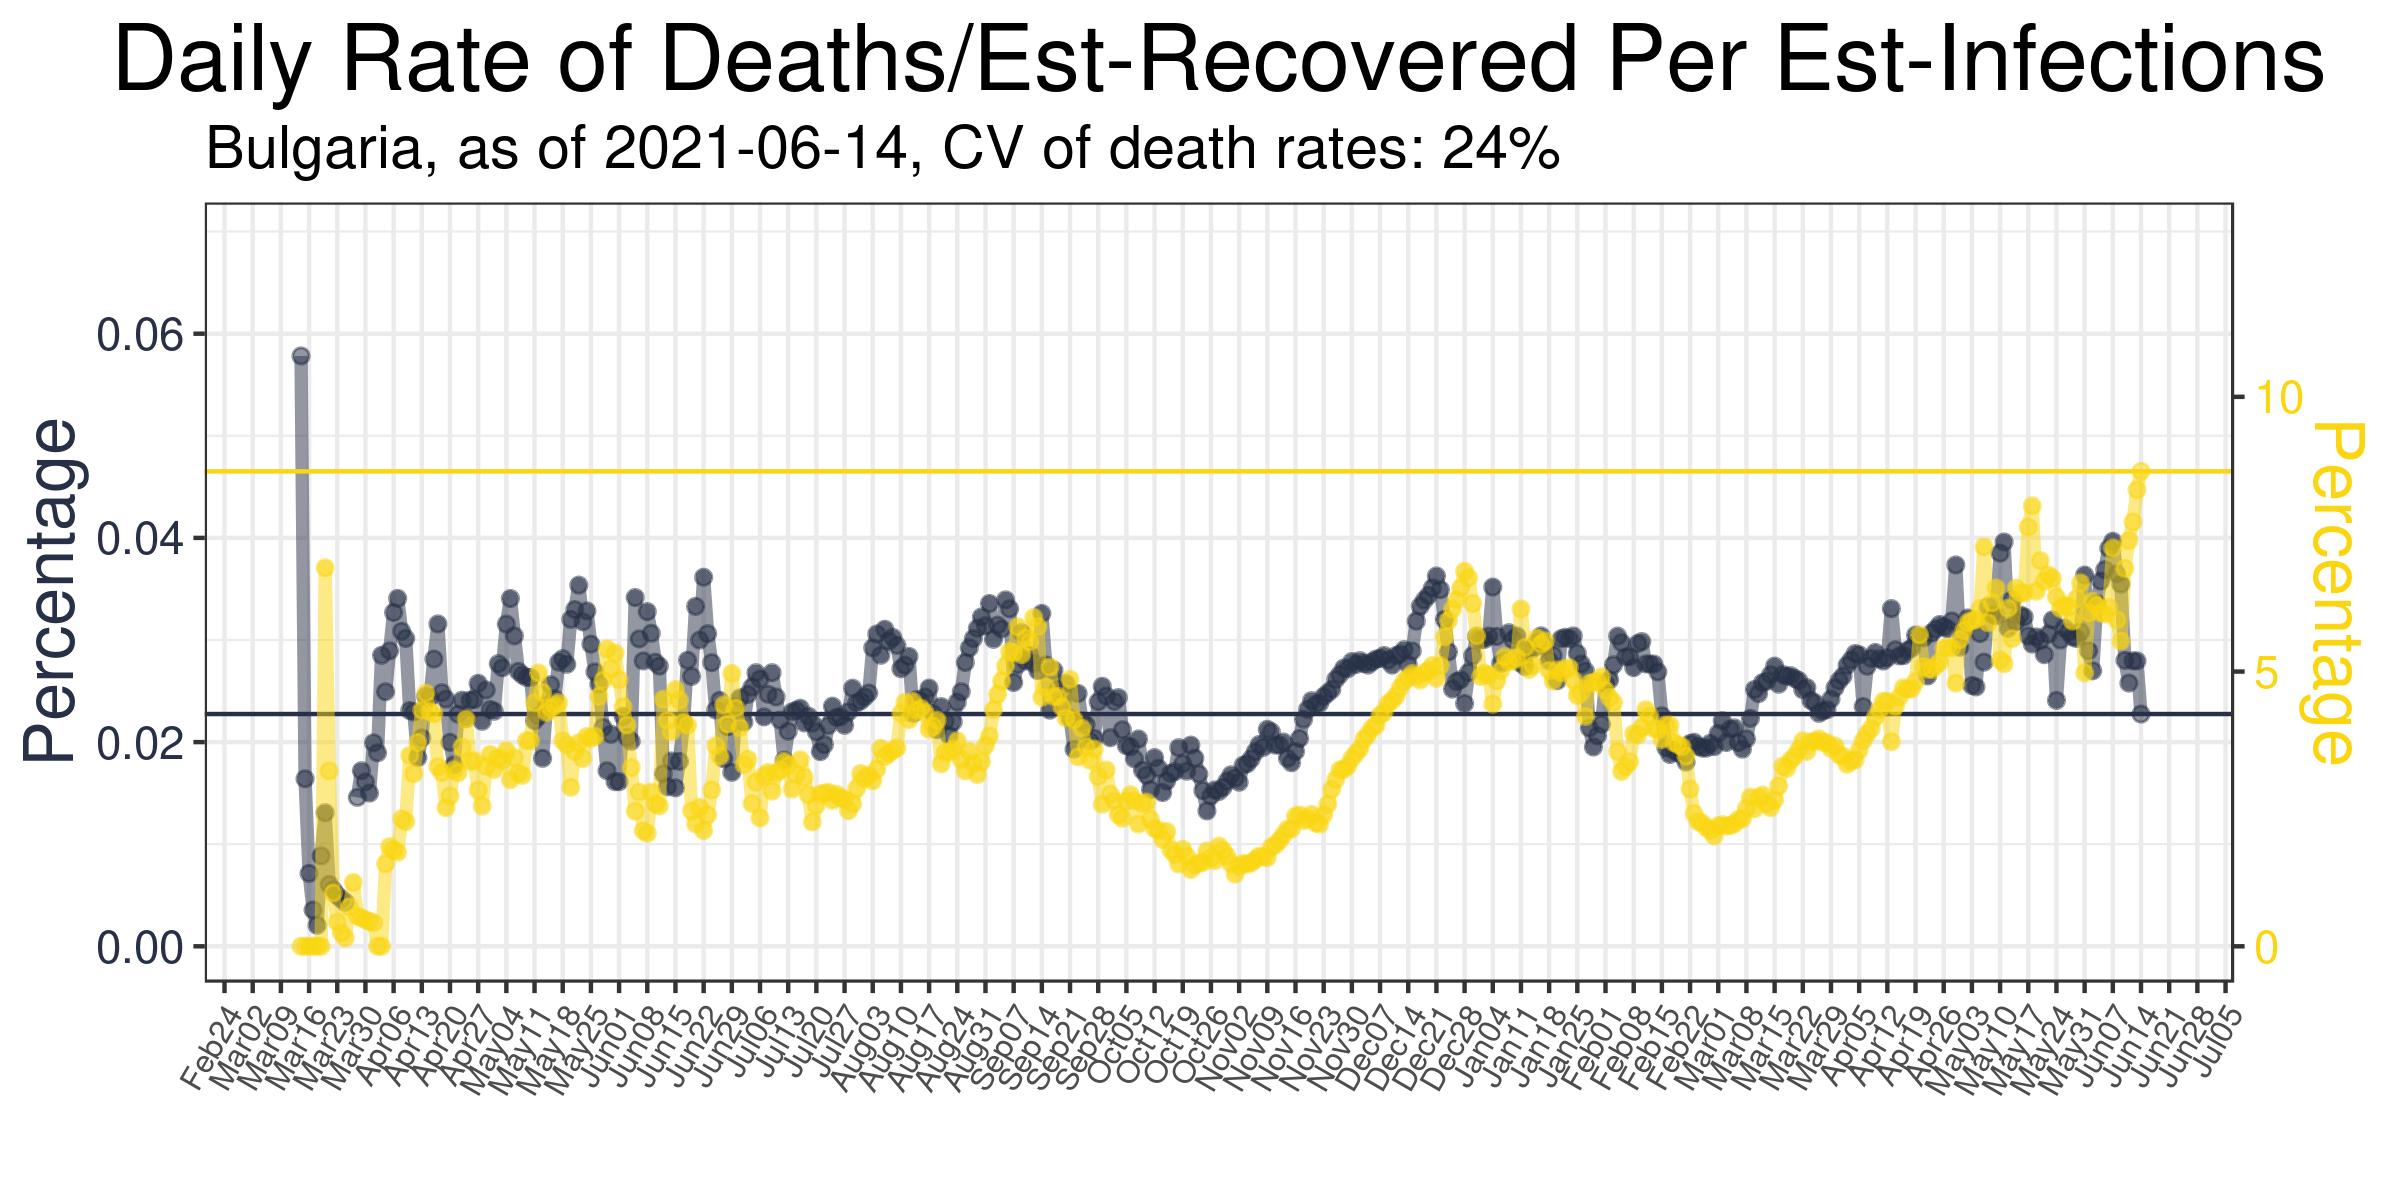 Daily Rate of Deaths/Est-Recovered Per Est-Infections
Bulgaria, as of 2021-06-14, CV of death rates: 24%
Percentage
0.06
0.04
0.02
0.00
10
5
0
Percentage
Feb24
Mar02
Mar09
Mar16
Mar23
Mar30
Apr06
Apr13
Apr20
Apr27
May04
May11
May18
May25
Jun01
Jun08
Jun15
Jun22
Jun29
Jul06
Jul13
Jul20
Jul27
Aug03
Aug10
Aug17
Aug24
Aug31
Sep07
Sep14
Sep21
Sep28
Oct05
Oct12
Oct19
Oct26
Nov02
Nov09
Nov16
Nov23
Nov30
Dec07
Dec14
Dec21
Dec28
Jan04
Jan11
Jan18
Jan25
Feb01
Feb08
Feb15
Feb22
Mar01
Mar08
Mar15
Mar22
Mar29
Apr05
Apr12
Apr19
Apr26
May03
May10
May17
May24
May31
Jun07
Jun14
Jun21
Jun28
Jul05